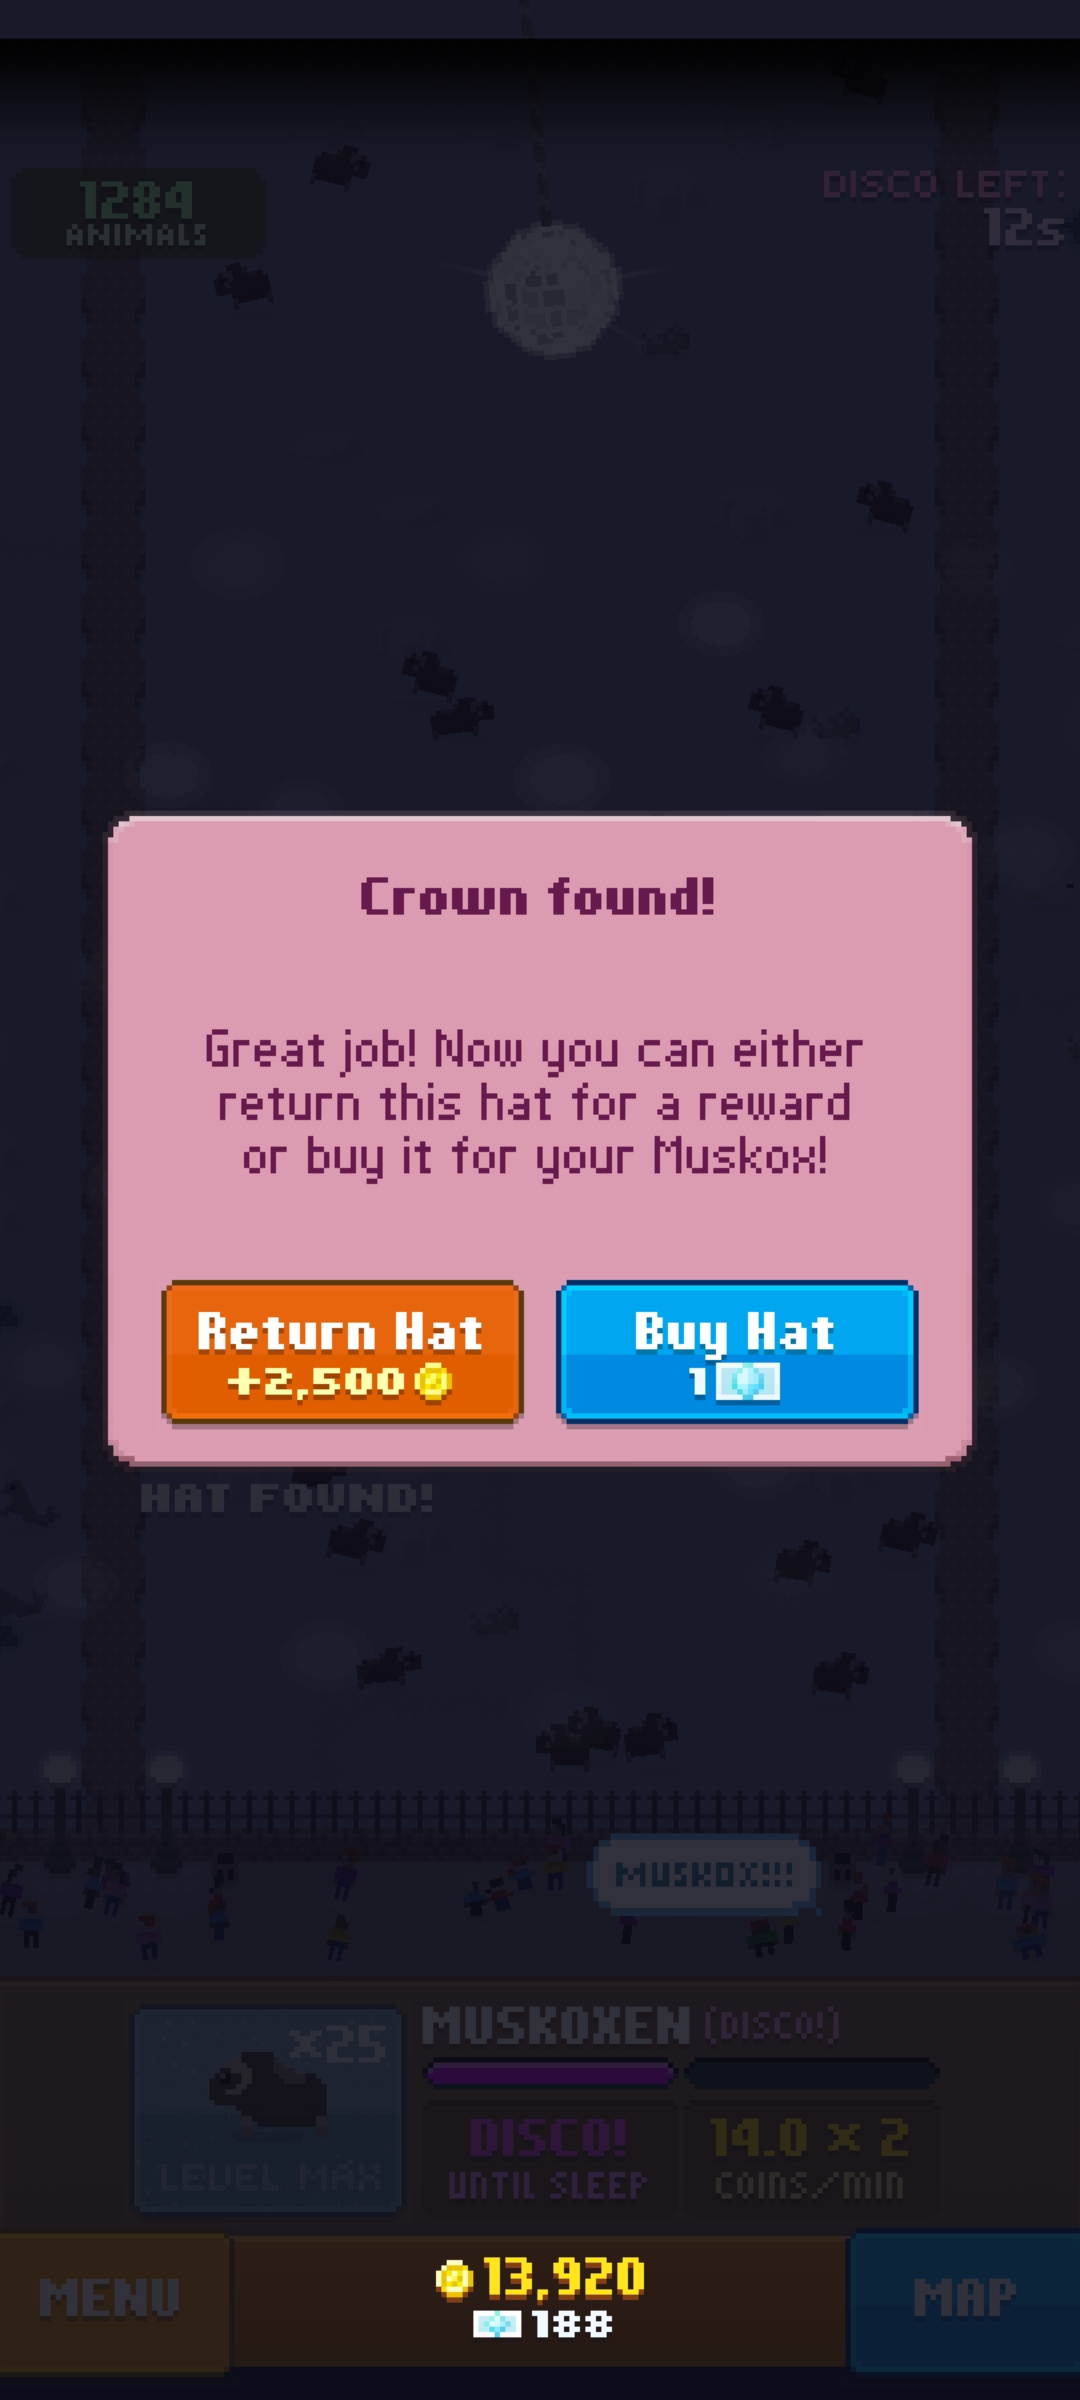 1284
ANIMALS
DISCO LEFT:
12s
Crown found!
Great job! Now you can either
return this hat for a reward
or buy it for your Muskox!
Return Hat
+2,500
Buy Hat
1
HAT FOUND!
MUSKOX!!!
x25
LEVEL MAX
MUSKOXEN (DISCO!)
DISCO!
UNTIL SLEEP
14.0 x 2
COINS/MIN
MENU
13,920
188
MAP